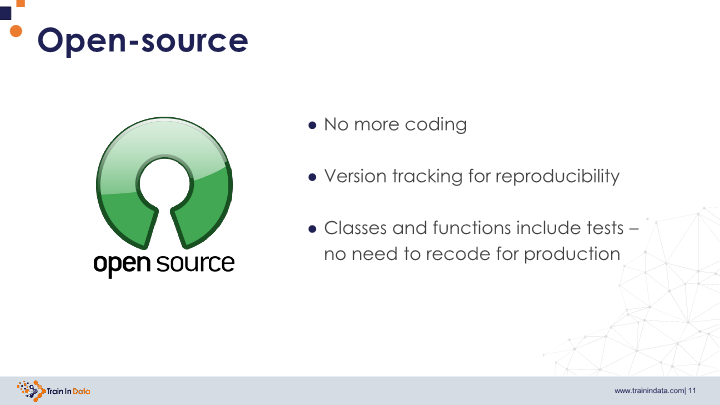 Open-source
● No more coding
● Version tracking for reproducibility
● Classes and functions include tests –
no need to recode for production
open source
Train In Data
www.trainindata.com| 11